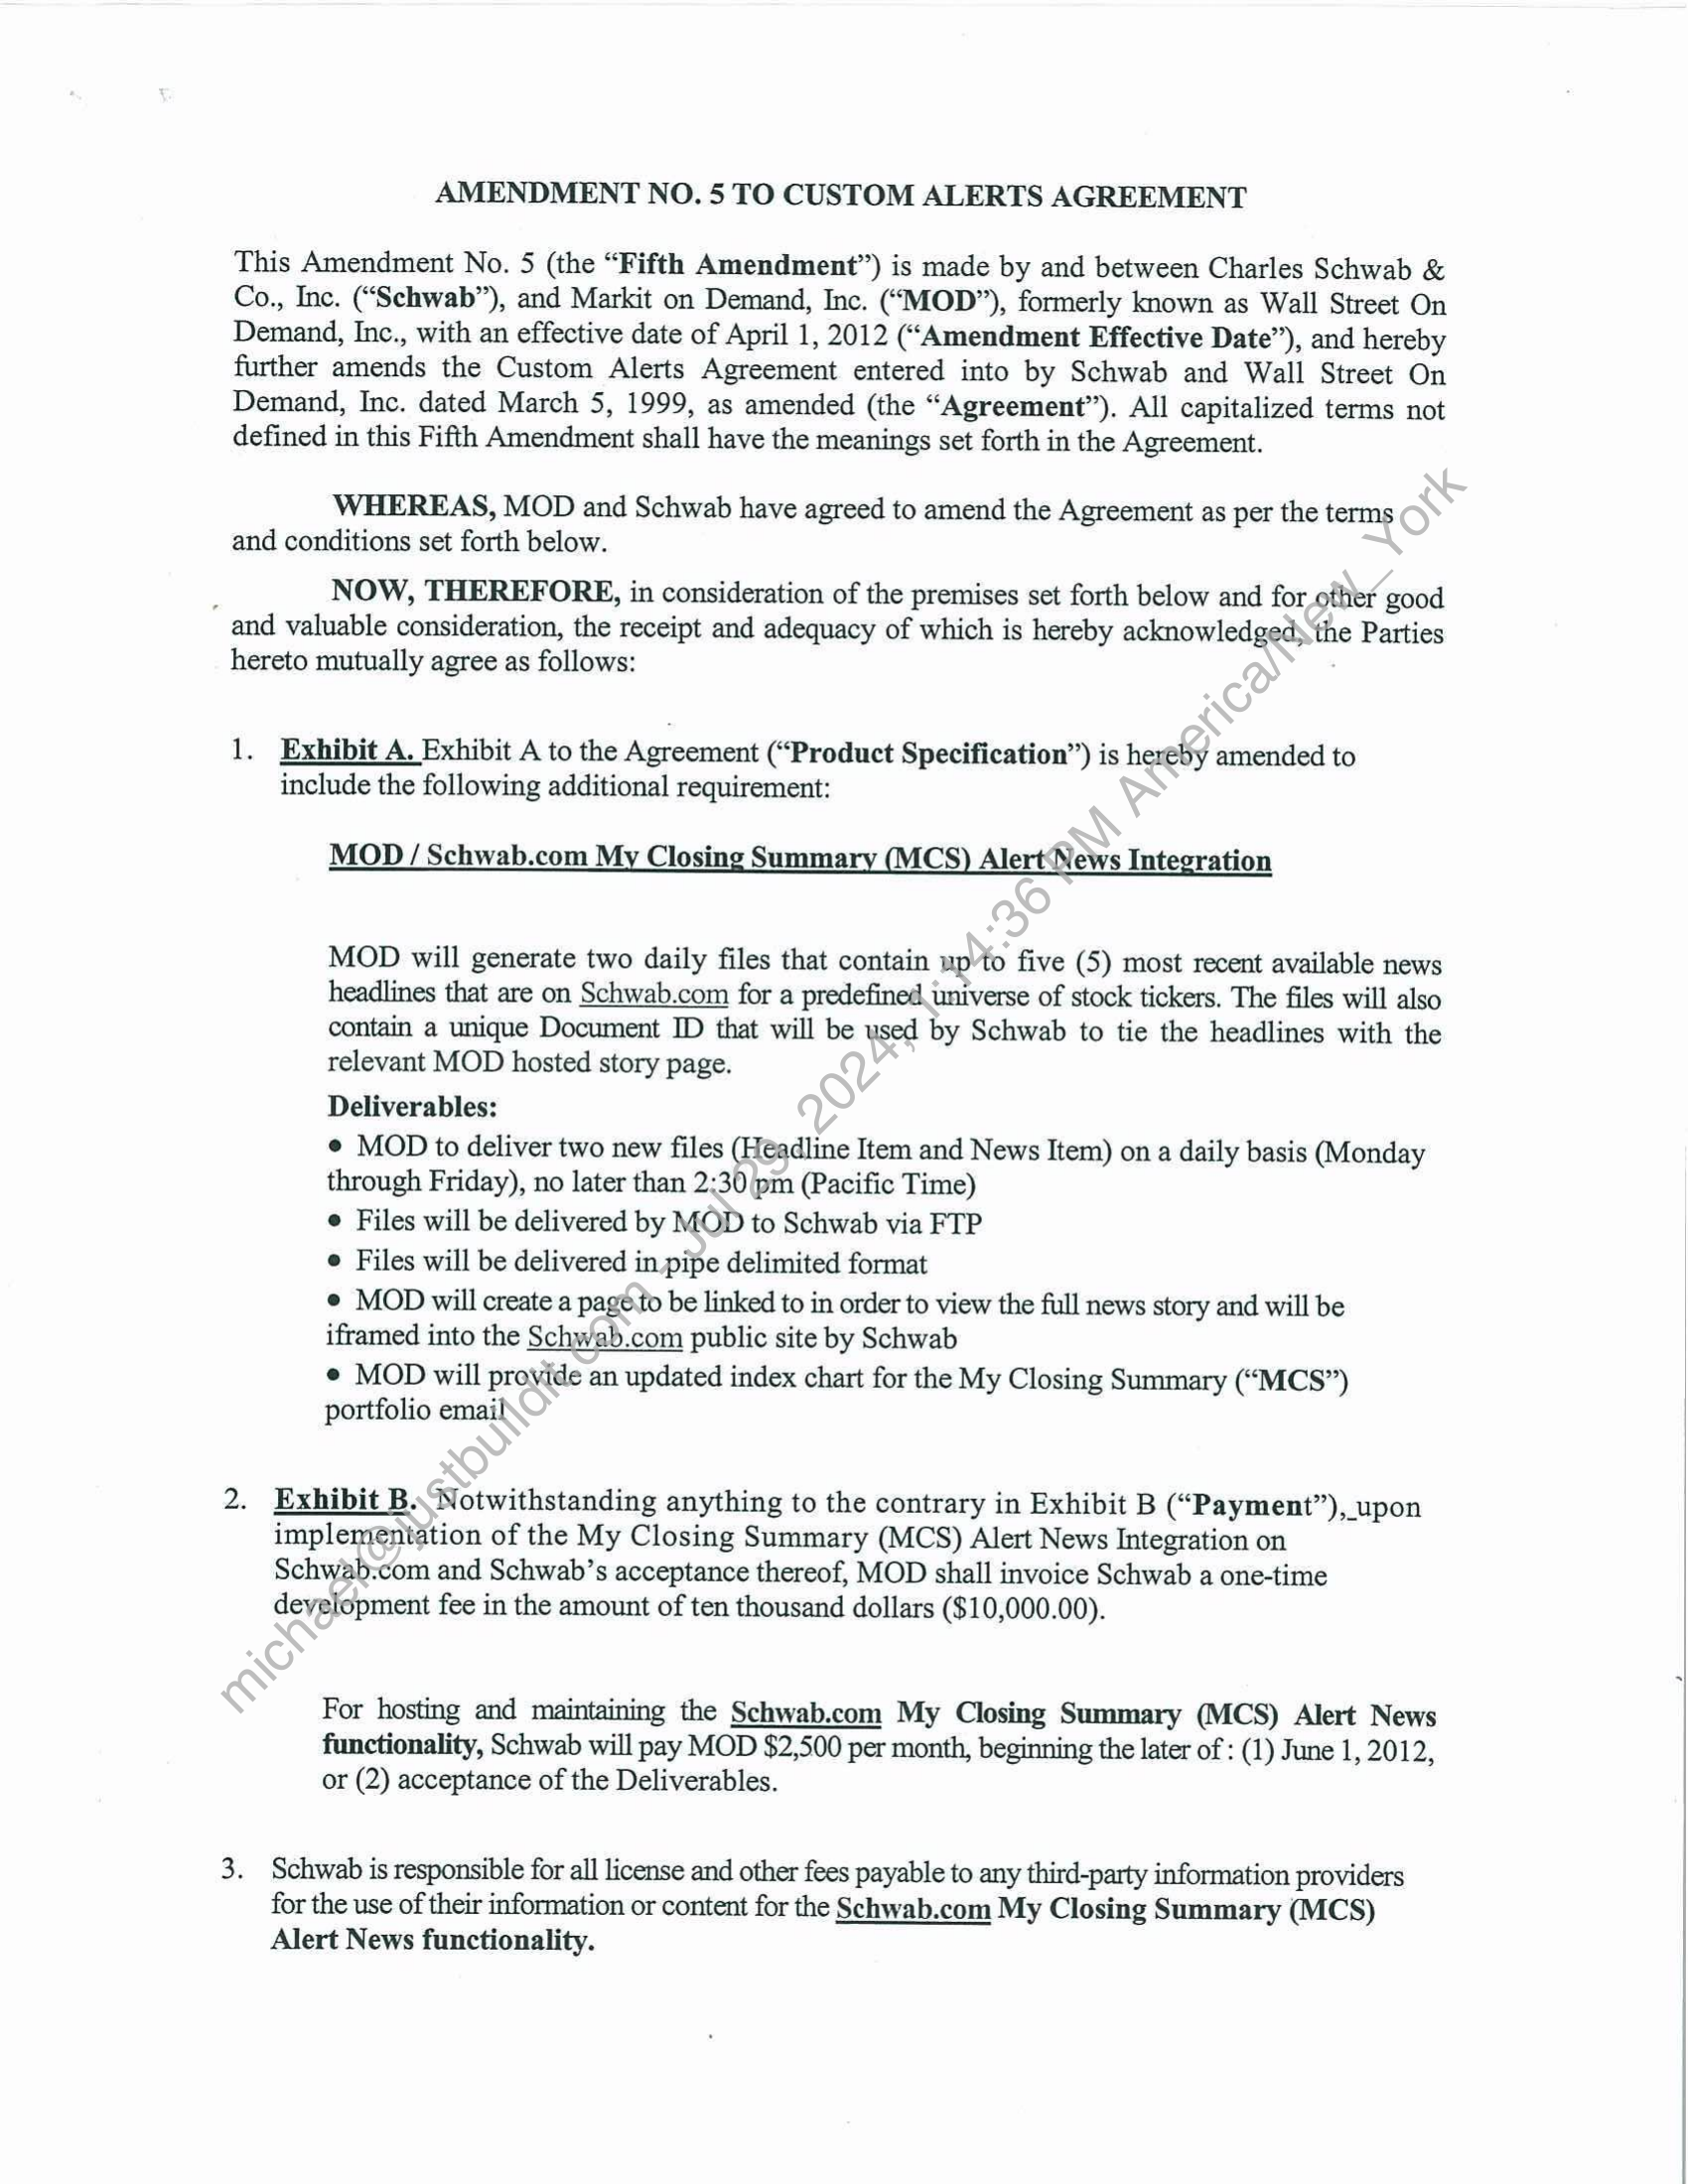 AMENDMENT NO. 5 TO CUSTOM ALERTS AGREEMENT
This Amendment No. 5 (the “Fifth Amendment”) is made by and between Charles Schwab &
Co., Inc. (“Schwab”), and Markit on Demand, Inc. (“MOD”), formerly known as Wall Street On
Demand, Inc., with an effective date of April 1, 2012 (“Amendment Effective Date”), and hereby
further amends the Custom Alerts Agreement entered into by Schwab and Wall Street On
Demand, Inc. dated March 5, 1999, as amended (the “Agreement”). All capitalized terms not
defined in this Fifth Amendment shall have the meanings set forth in the Agreement.
WHEREAS, MOD and Schwab have agreed to amend the Agreement as per the terms
and conditions set forth below.
NOW, THEREFORE, in consideration of the premises set forth below and for other good
and valuable consideration, the receipt and adequacy of which is hereby acknowledged, the Parties
hereto mutually agree as follows:
1. Exhibit A. Exhibit A to the Agreement (“Product Specification”) is hereby amended to
include the following additional requirement:
MOD / Schwab.com My Closing Summary (MCS) Alert News Integration
MOD will generate two daily files that contain up to five (5) most recent available news
headlines that are on Schwab.com for a predefined universe of stock tickers. The files will also
contain a unique Document ID that will be used by Schwab to tie the headlines with the
relevant MOD hosted story page.
Deliverables:
• MOD to deliver two new files (Headline Item and News Item) on a daily basis (Monday
through Friday), no later than 2:30 pm (Pacific Time)
• Files will be delivered by MOD to Schwab via FTP
• Files will be delivered in pipe delimited format
• MOD will create a page to be linked to in order to view the full news story and will be
iframed into the Schwab.com public site by Schwab
• MOD will provide an updated index chart for the My Closing Summary (“MCS”)
portfolio email
2. Exhibit B. Notwithstanding anything to the contrary in Exhibit B (“Payment”), upon
implementation of the My Closing Summary (MCS) Alert News Integration on
Schwab.com and Schwab’s acceptance thereof, MOD shall invoice Schwab a one-time
development fee in the amount of ten thousand dollars ($10,000.00).
For hosting and maintaining the Schwab.com My Closing Summary (MCS) Alert News
functionality, Schwab will pay MOD $2,500 per month, beginning the later of : (1) June 1, 2012,
or (2) acceptance of the Deliverables.
3. Schwab is responsible for all license and other fees payable to any third-party information providers
for the use of their information or content for the Schwab.com My Closing Summary (MCS)
Alert News functionality.
michael@justbuildit.com - Jul 29, 2024, 1:14:36 PM America/New_York